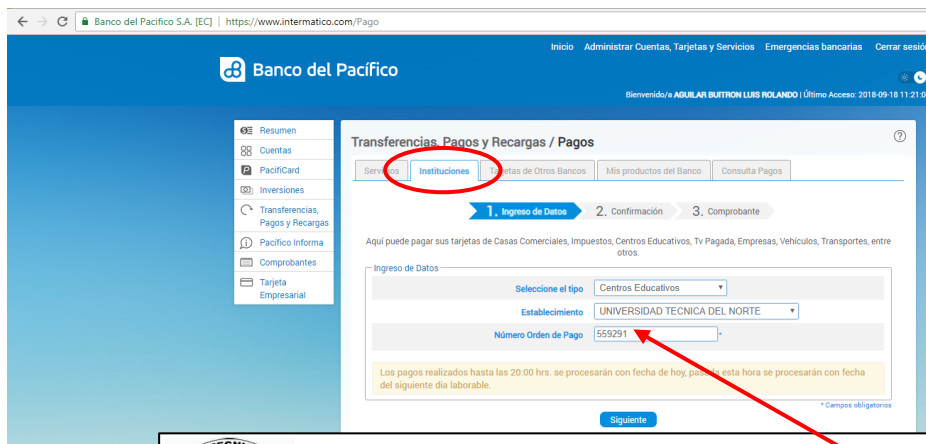 Banco del Pacifico S.A. [EC] | https://www.intermatico.com/Pago
Inicio Administrar Cuentas, Tarjetas y Servicios Emergencias bancarias Cerrar sesión
Banco del Pacífico
Bienvenido/a AGUILAR BUITRON LUIS ROLANDO | Último Acceso: 2018-09-18 11:21:0
Resumen
Cuentas
PacifiCard
Inversiones
Transferencias,
Pagos y Recargas
Pacífico Informa
Comprobantes
Tarjeta
Empresarial
Transferencias, Pagos y Recargas / Pagos
Servicios Instituciones Tarjetas de Otros Bancos Mis productos del Banco Consulta Pagos
1. Ingreso de Datos 2. Confirmación 3. Comprobante
Aquí puede pagar sus tarjetas de Casas Comerciales, Impuestos, Centros Educativos, Tv Pagada, Empresas, Vehículos, Transportes, entre
otros.
Ingreso de Datos
Seleccione el tipo Centros Educativos
Establecimiento UNIVERSIDAD TECNICA DEL NORTE
Número Orden de Pago 559291 *
Los pagos realizados hasta las 20:00 hrs. se procesarán con fecha de hoy, pasada esta hora se procesarán con fecha
del siguiente día laborable.
* Campos obligatorios
Siguiente